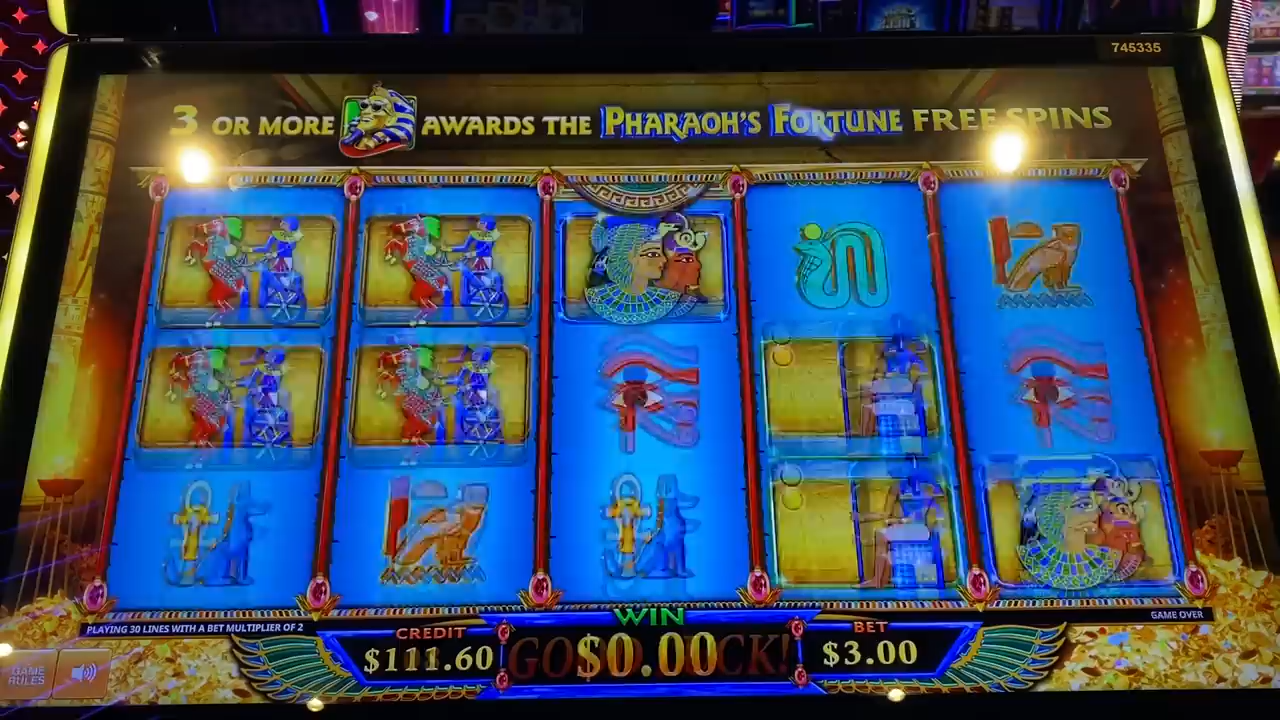 745335
3 OR MORE AWARDS THE PHARAOH'S FORTUNE FREE SPINS
PLAYING 30 LINES WITH A BET MULTIPLIER OF 2
GAME OVER
CREDIT
WIN
BET
$111.60
$0.00
$3.00
GAME
RULES